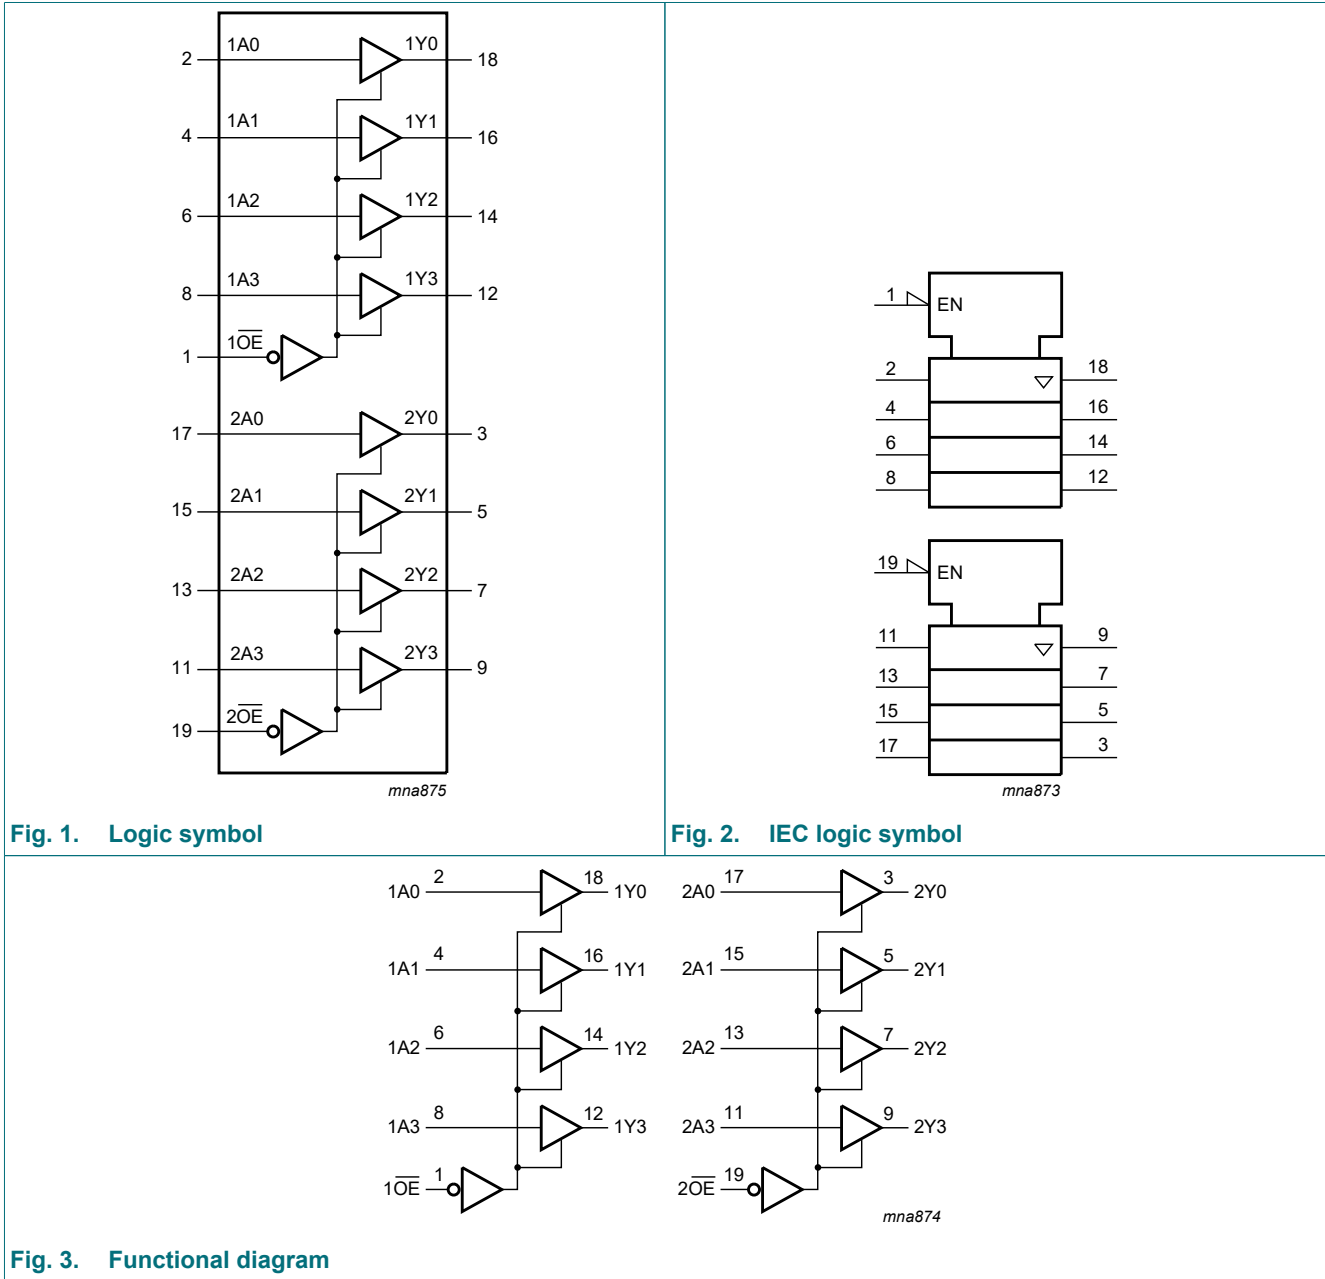 1A0 1Y0
2 18
1A1 1Y1
4 16
1A2 1Y2
6 14
1A3 1Y3
8 12
1O̅E̅
1
2A0 2Y0
17 3
2A1 2Y1
15 5
2A2 2Y2
13 7
2A3 2Y3
11 9
2O̅E̅
19
mna875
Fig. 1. Logic symbol
1 EN
2 18
4 16
6 14
8 12
19 EN
11 9
13 7
15 5
17 3
mna873
Fig. 2. IEC logic symbol
1A0 2 18 1Y0 2A0 17 3 2Y0
1A1 4 16 1Y1 2A1 15 5 2Y1
1A2 6 14 1Y2 2A2 13 7 2Y2
1A3 8 12 1Y3 2A3 11 9 2Y3
1O̅E̅ 1 2O̅E̅ 19
mna874
Fig. 3. Functional diagram